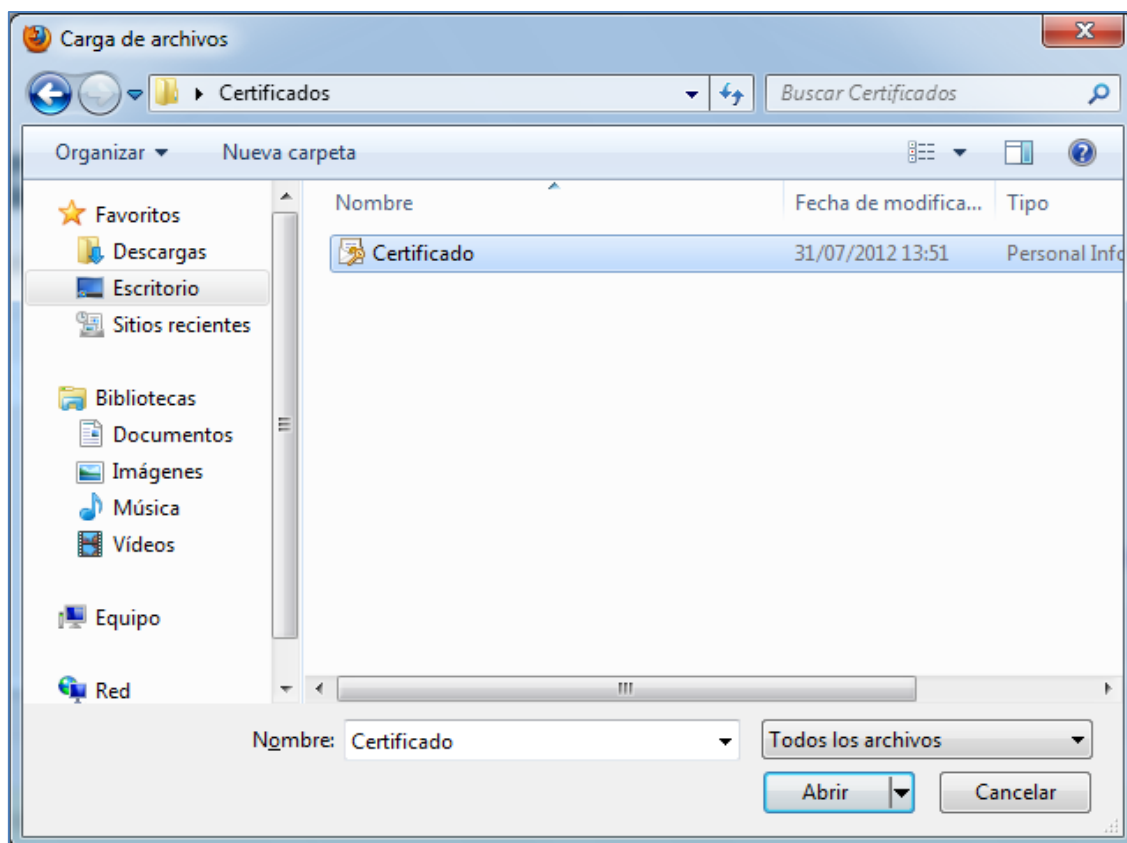 Carga de archivos
Certificados
Buscar Certificados
Organizar
Nueva carpeta
Nombre
Fecha de modifica...
Tipo
Favoritos
Descargas
Escritorio
Sitios recientes
Bibliotecas
Documentos
Imágenes
Música
Vídeos
Equipo
Red
Certificado
31/07/2012 13:51
Personal Info
Nombre: Certificado
Todos los archivos
Abrir
Cancelar